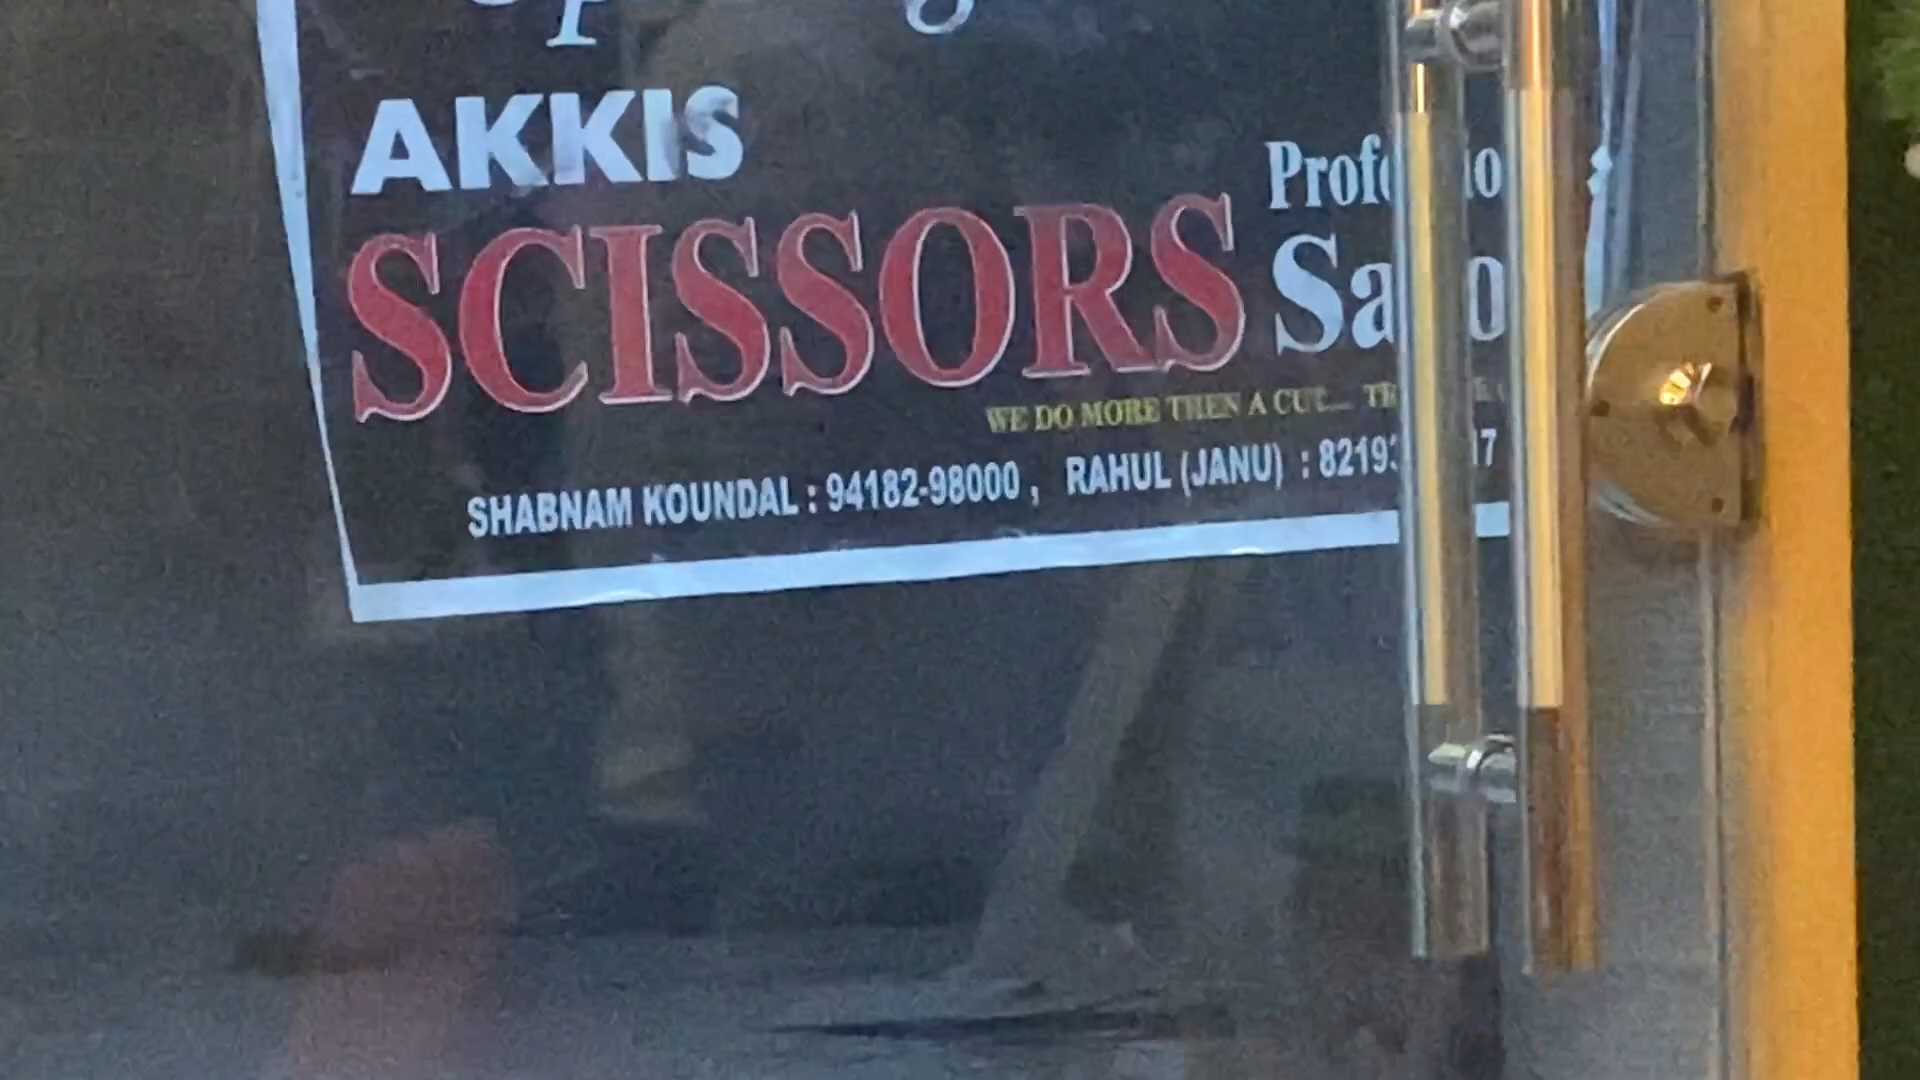 AKKIS
SCISSORS
WE DO MORE THEN A CUT...
SHABNAM KOUNDAL : 94182-98000 , RAHUL (JANU) :